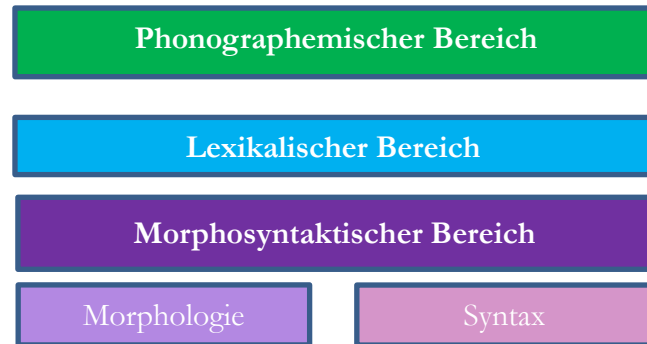 Phonographemischer Bereich
Lexikalischer Bereich
Morphosyntaktischer Bereich
Morphologie
Syntax